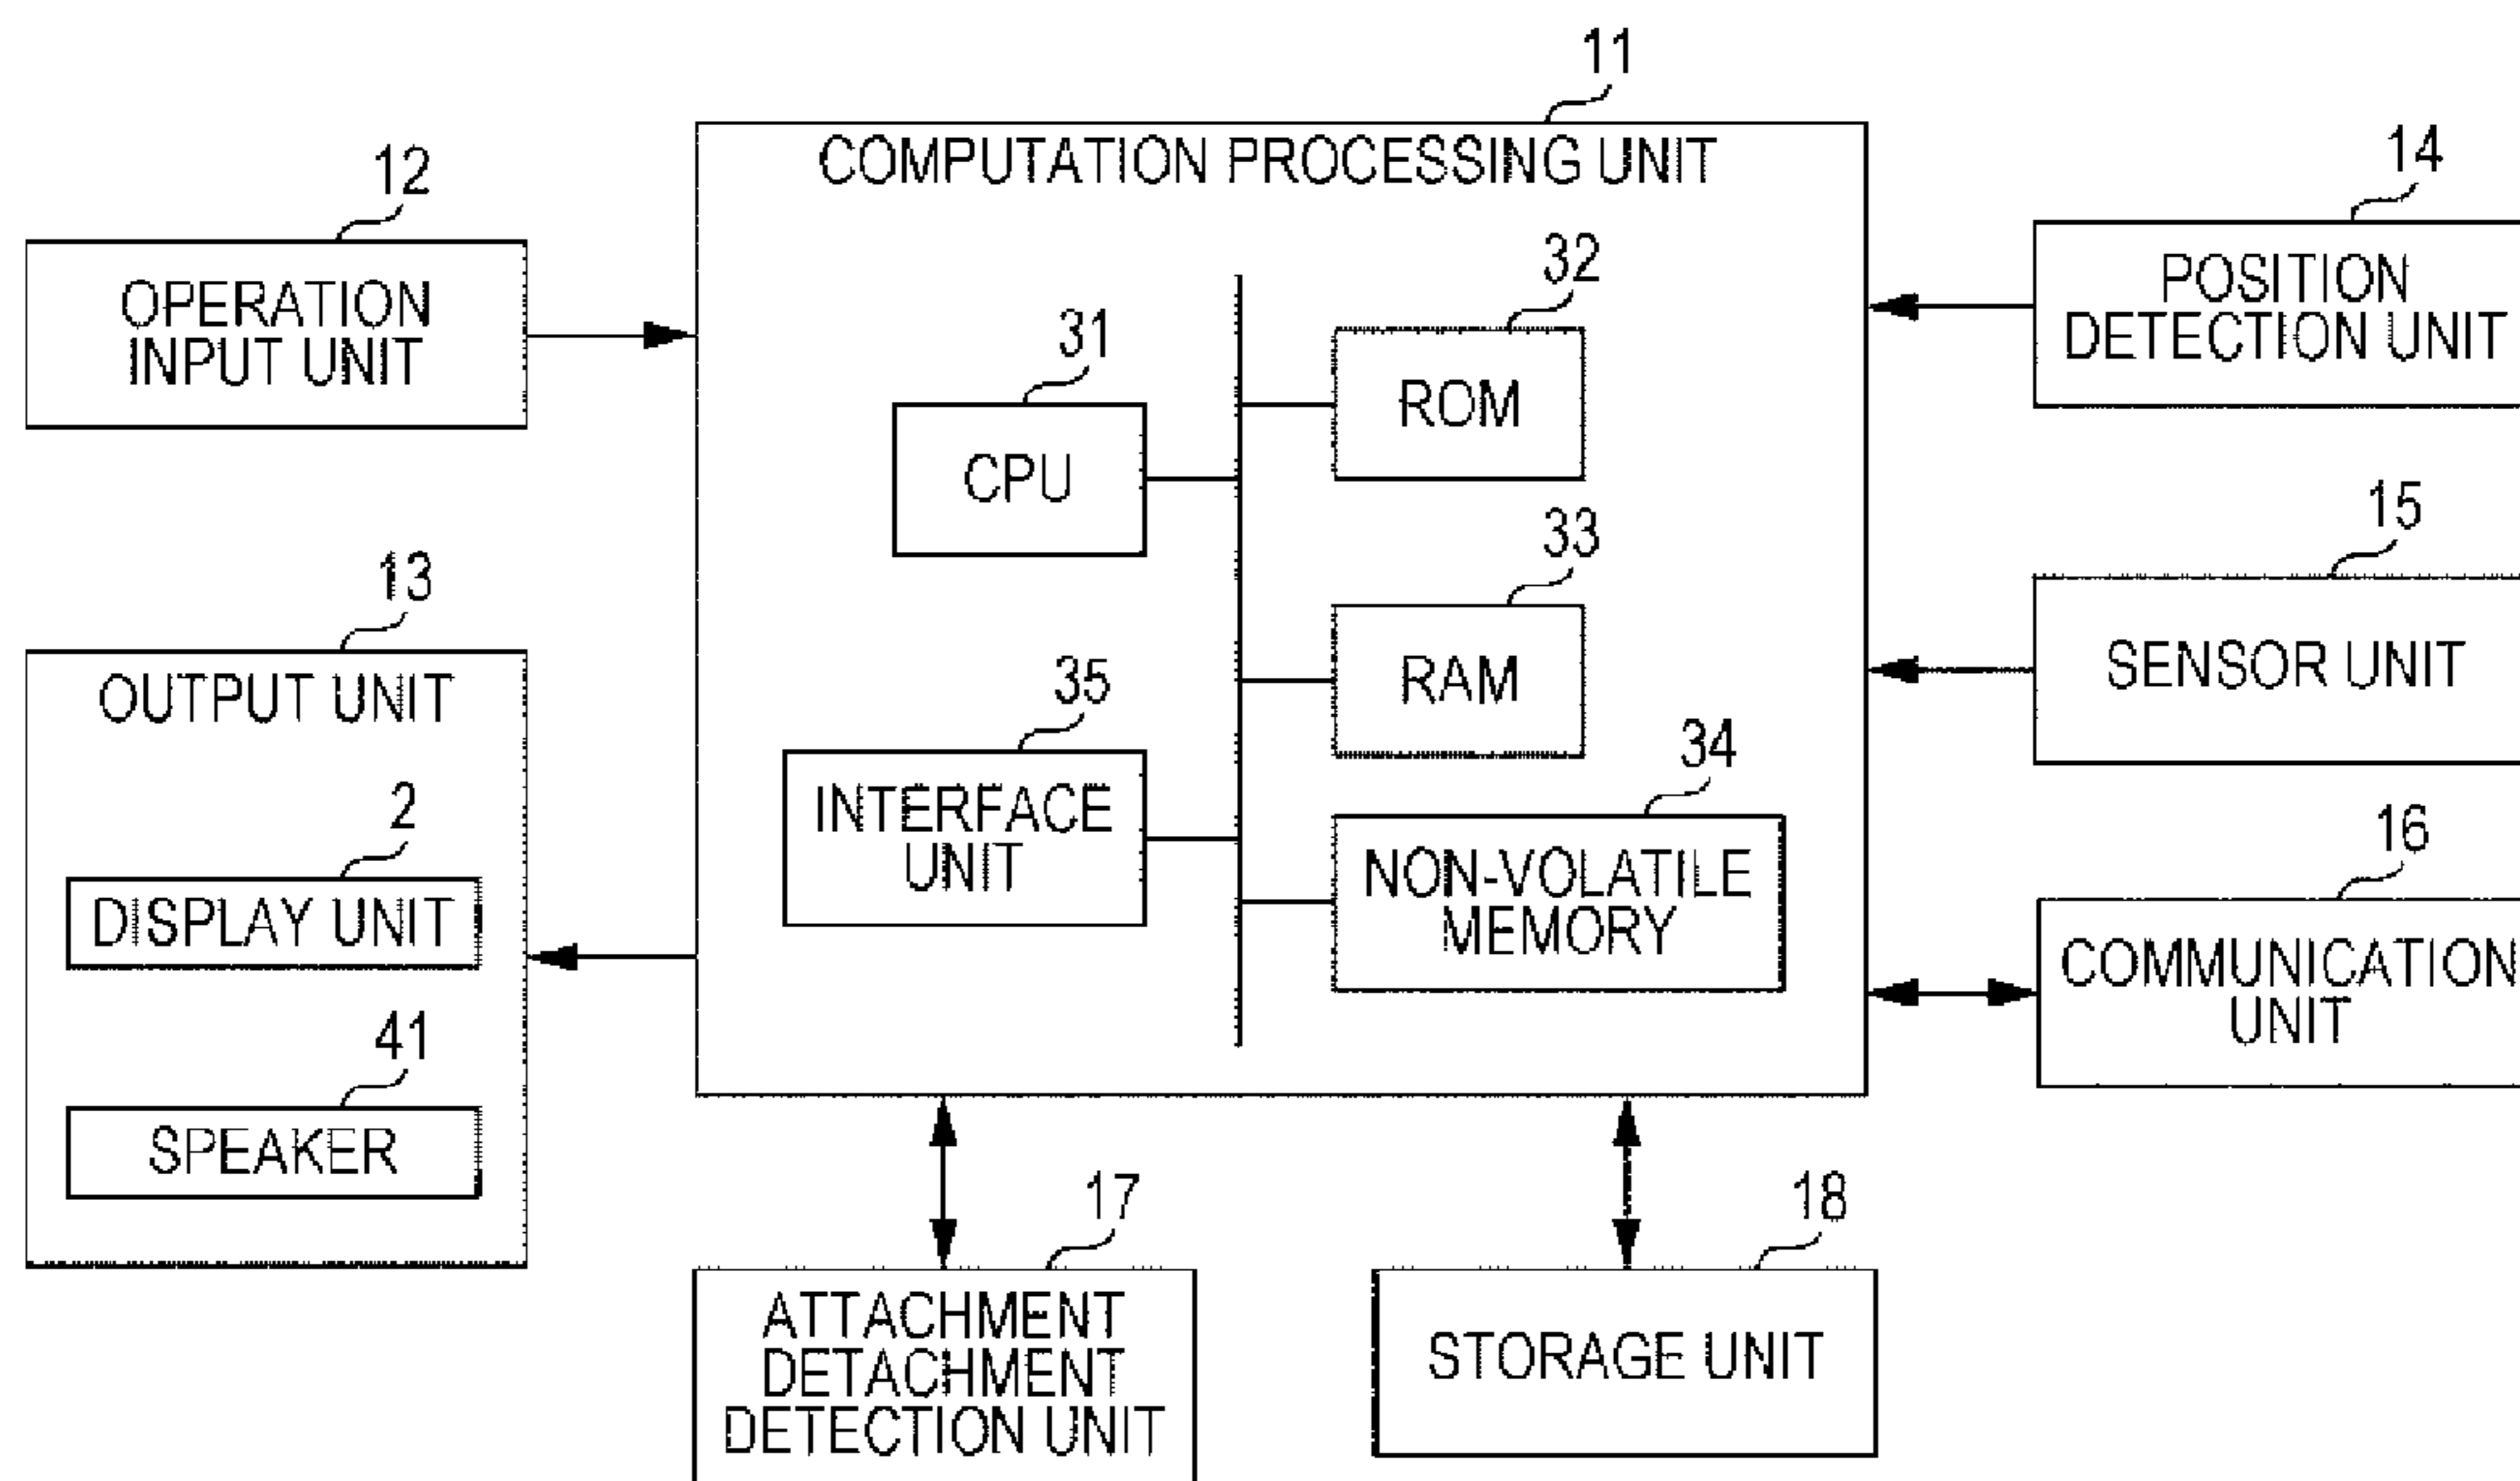 11
COMPUTATION PROCESSING UNIT
12
OPERATION
INPUT UNIT
13
OUTPUT UNIT
2
DISPLAY UNIT
41
SPEAKER
31
CPU
32
ROM
33
RAM
35
INTERFACE
UNIT
34
NON-VOLATILE
MEMORY
14
POSITION
DETECTION UNIT
15
SENSOR UNIT
16
COMMUNICATION
UNIT
17
ATTACHMENT
DETACHMENT
DETECTION UNIT
18
STORAGE UNIT